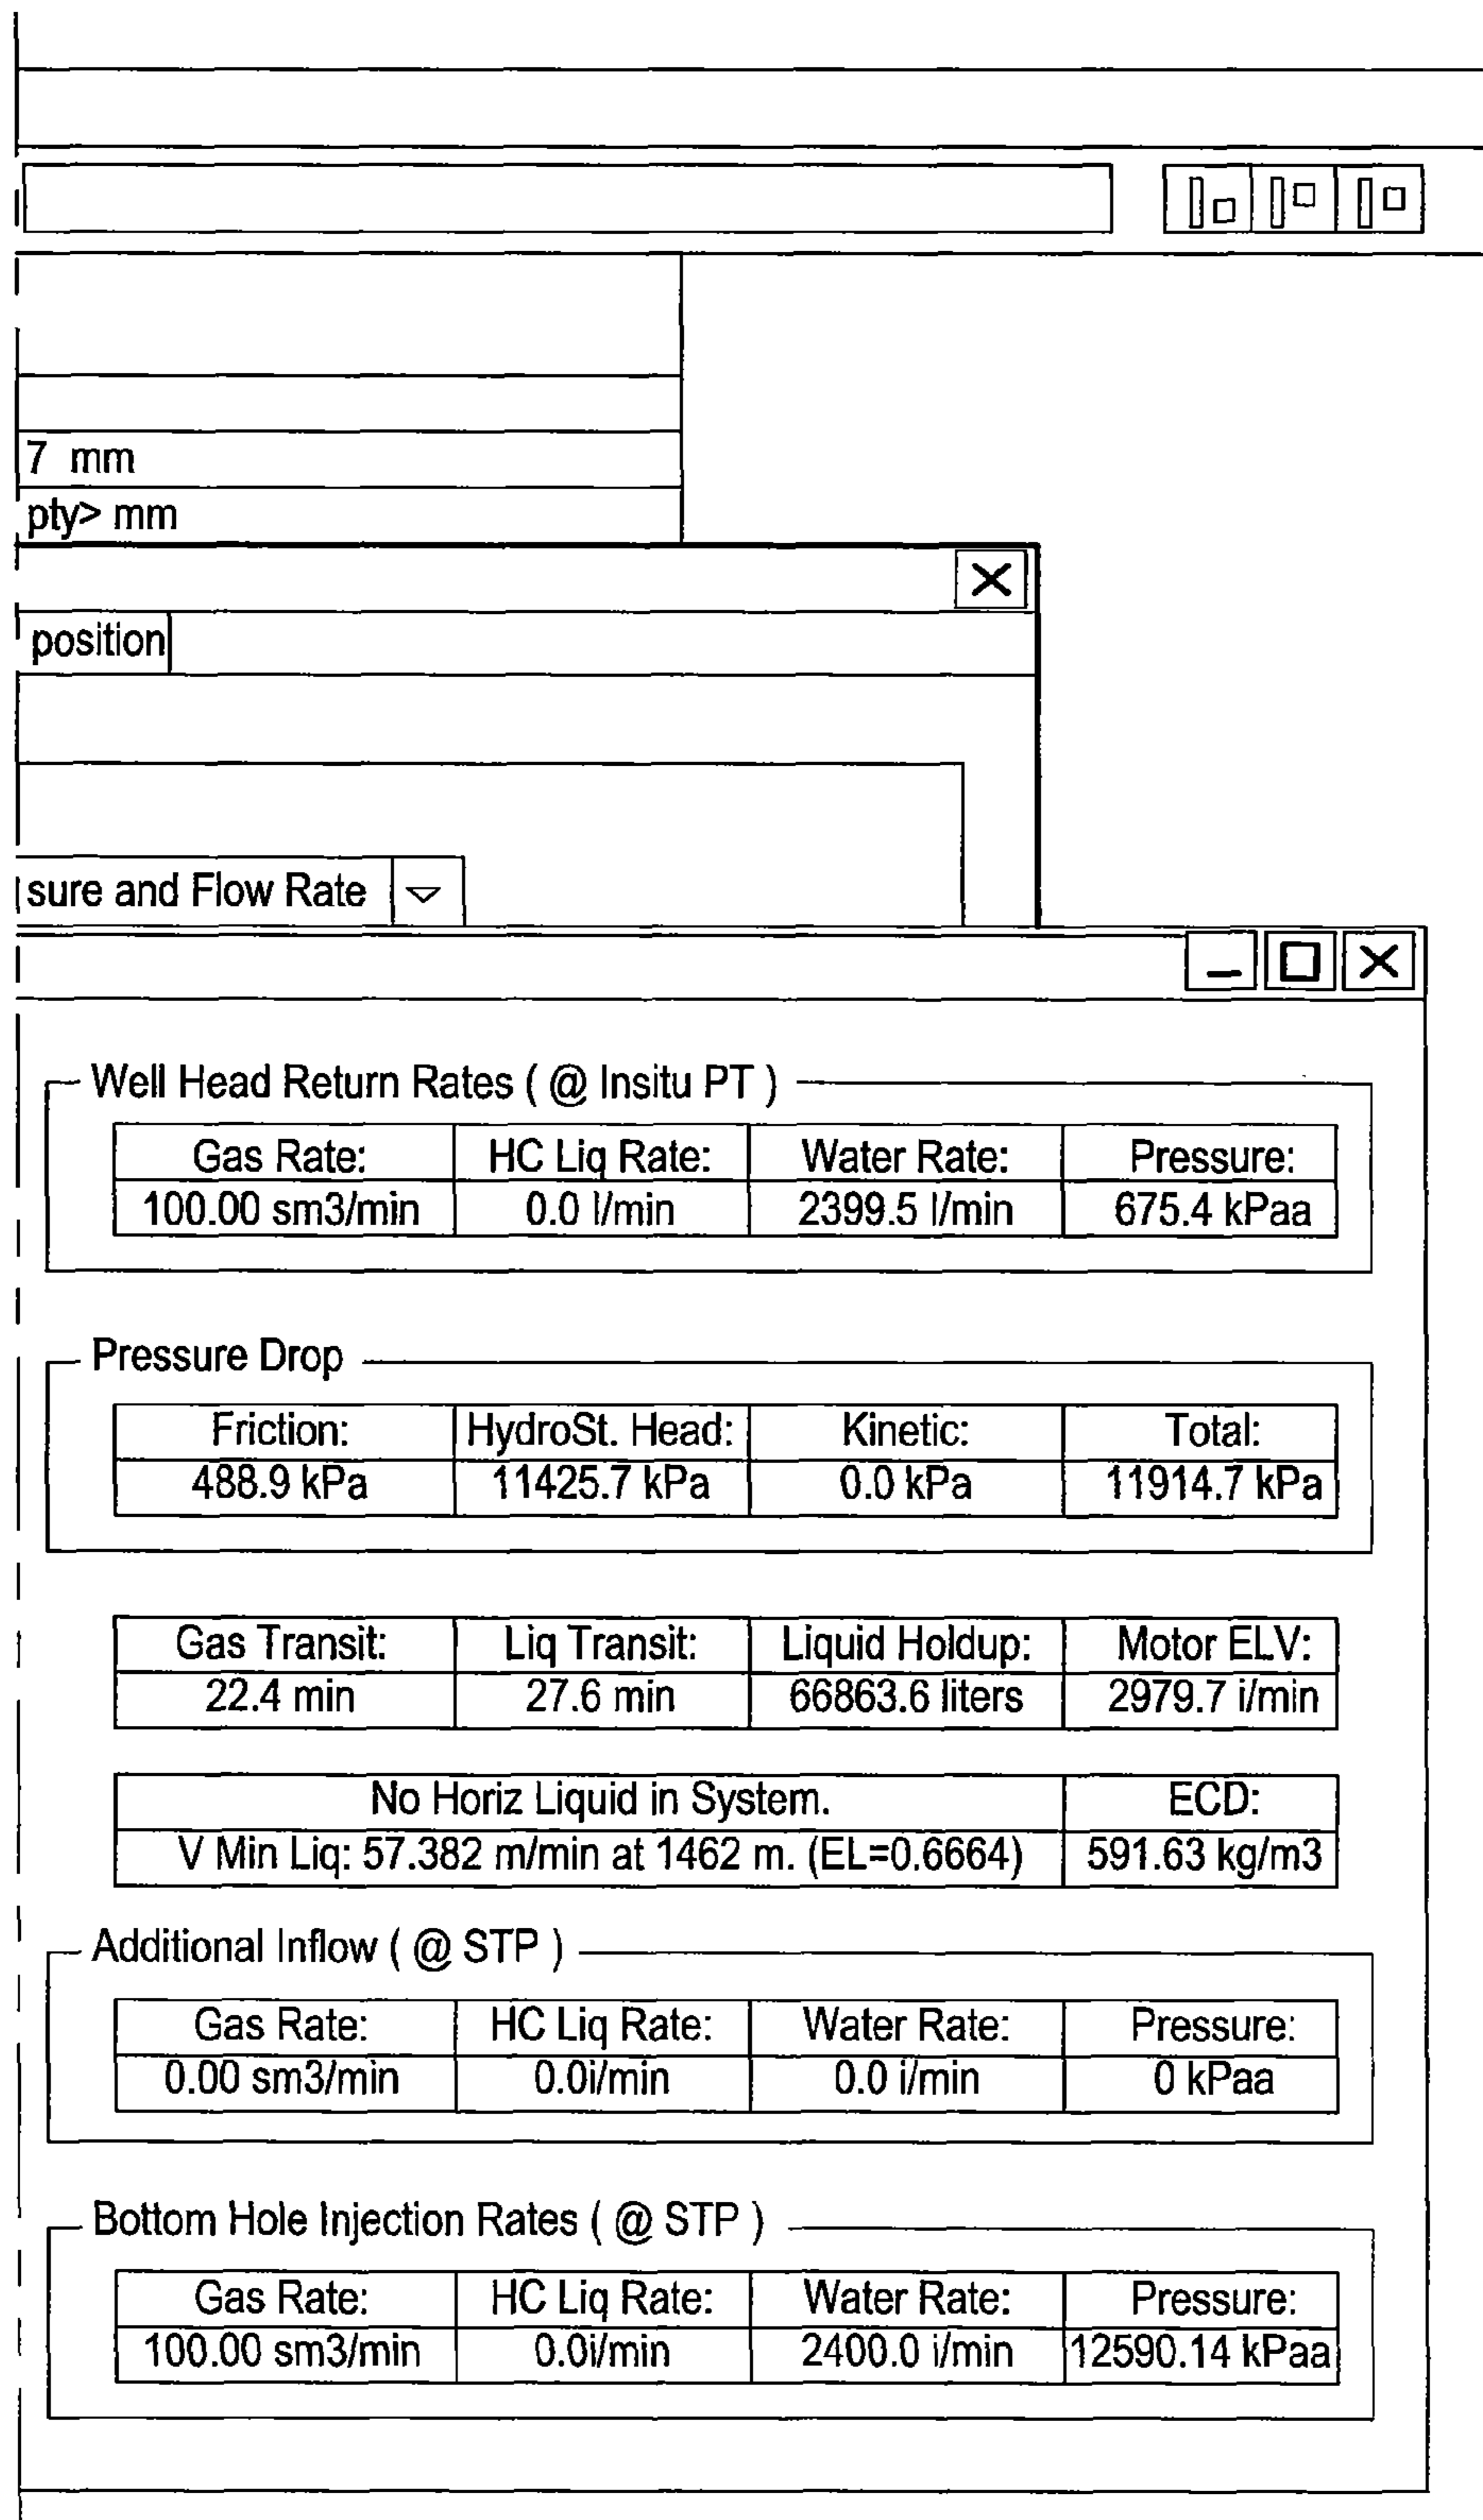 7 mm
pty> mm
position
sure and Flow Rate
Well Head Return Rates ( @ Insitu PT )
Gas Rate: HC Liq Rate: Water Rate: Pressure:
100.00 sm3/min 0.0 l/min 2399.5 l/min 675.4 kPaa
Pressure Drop
Friction: HydroSt. Head: Kinetic: Total:
488.9 kPa 11425.7 kPa 0.0 kPa 11914.7 kPa
Gas Transit: Liq Transit: Liquid Holdup: Motor ELV:
22.4 min 27.6 min 66863.6 liters 2979.7 i/min
No Horiz Liquid in System. ECD:
V Min Liq: 57.382 m/min at 1462 m. (EL=0.6664) 591.63 kg/m3
Additional Inflow ( @ STP )
Gas Rate: HC Liq Rate: Water Rate: Pressure:
0.00 sm3/min 0.0i/min 0.0 i/min 0 kPaa
Bottom Hole Injection Rates ( @ STP )
Gas Rate: HC Liq Rate: Water Rate: Pressure:
100.00 sm3/min 0.0i/min 2400.0 i/min 12590.14 kPaa